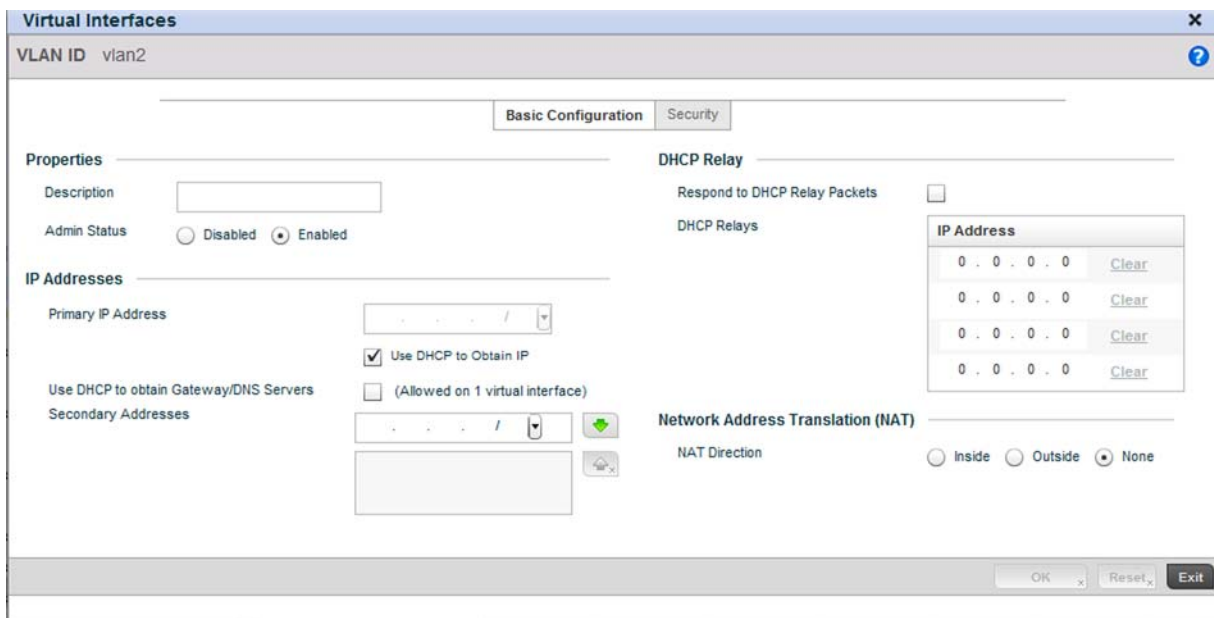 Virtual Interfaces
VLAN ID vlan2
Basic Configuration Security
Properties
Description
Admin Status Disabled Enabled
IP Addresses
Primary IP Address . . . /
Use DHCP to Obtain IP
Use DHCP to obtain Gateway/DNS Servers (Allowed on 1 virtual interface)
Secondary Addresses . . . /
DHCP Relay
Respond to DHCP Relay Packets
DHCP Relays
IP Address
0 . 0 . 0 . 0 Clear
0 . 0 . 0 . 0 Clear
0 . 0 . 0 . 0 Clear
0 . 0 . 0 . 0 Clear
Network Address Translation (NAT)
NAT Direction Inside Outside None
OK Reset Exit